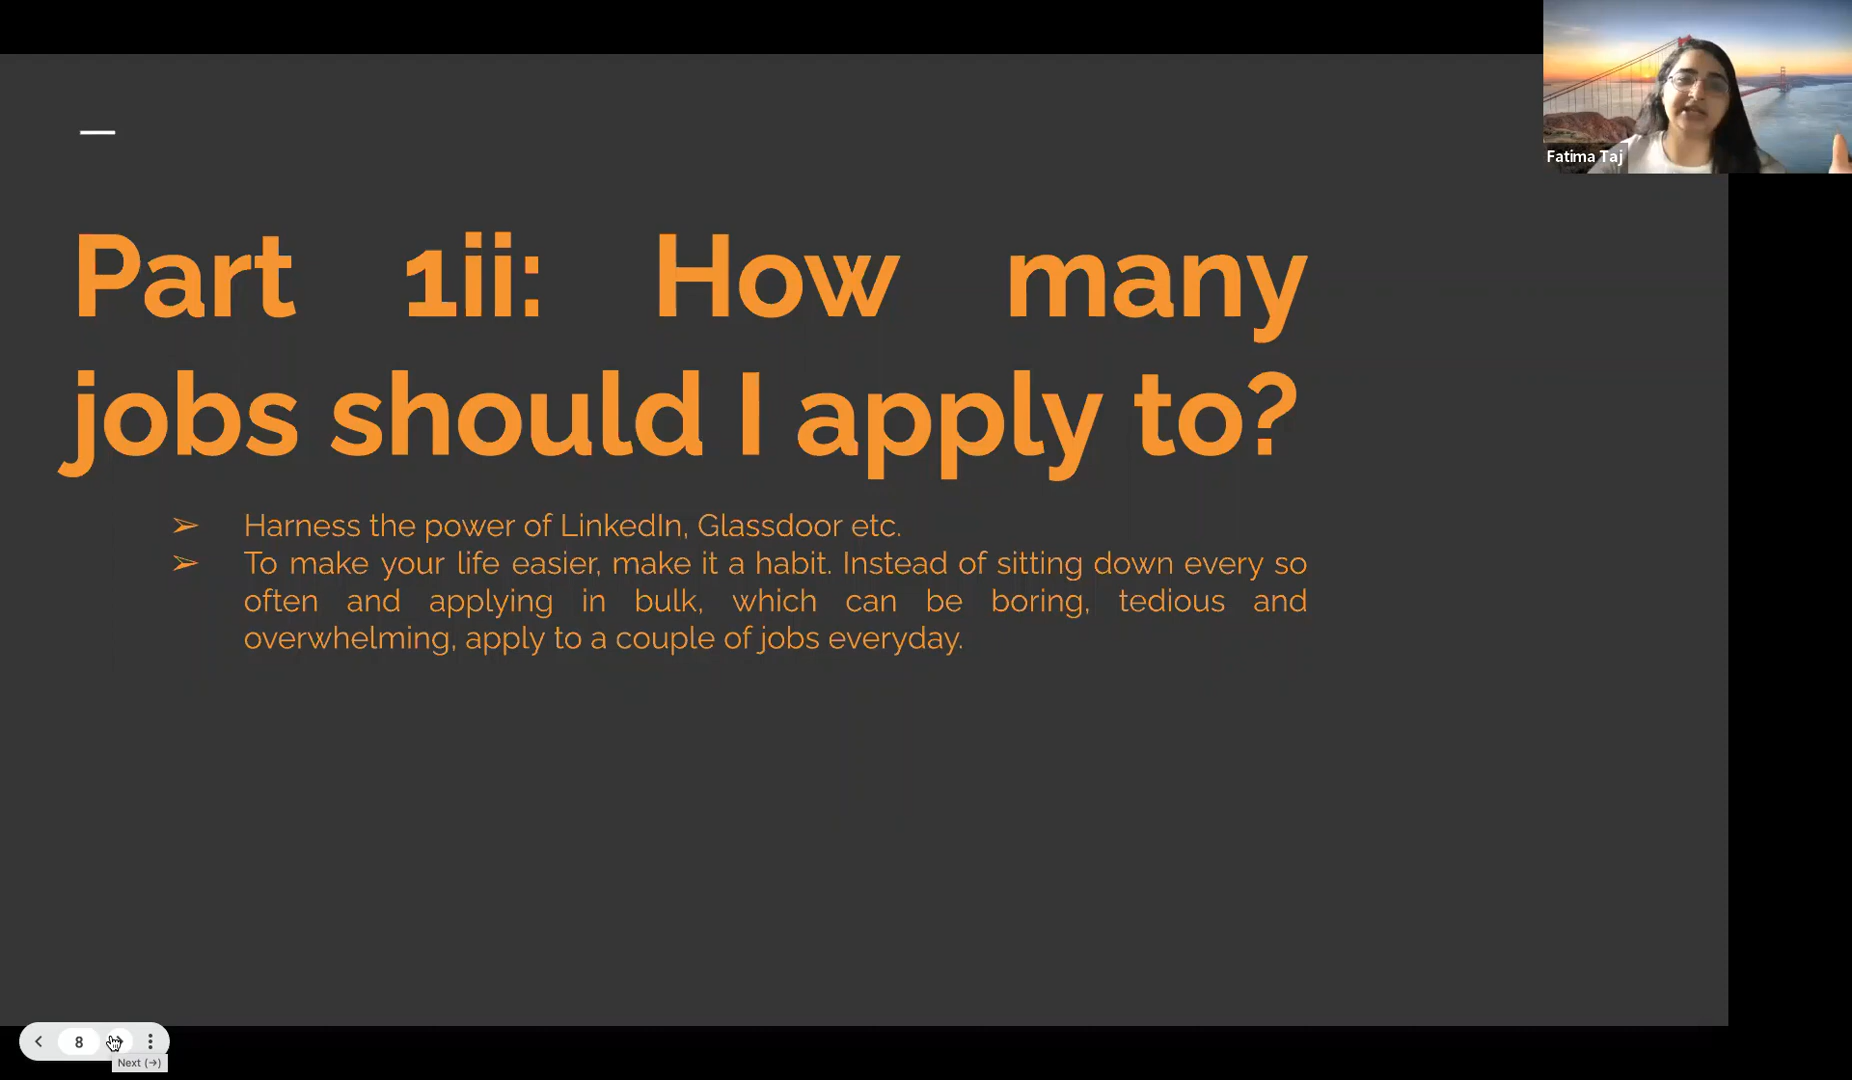 Fatima Taj
Part 1ii: How many
jobs should I apply to?
➢ Harness the power of LinkedIn, Glassdoor etc.
➢ To make your life easier, make it a habit. Instead of sitting down every so
often and applying in bulk, which can be boring, tedious and
overwhelming, apply to a couple of jobs everyday.
8
Next (→)